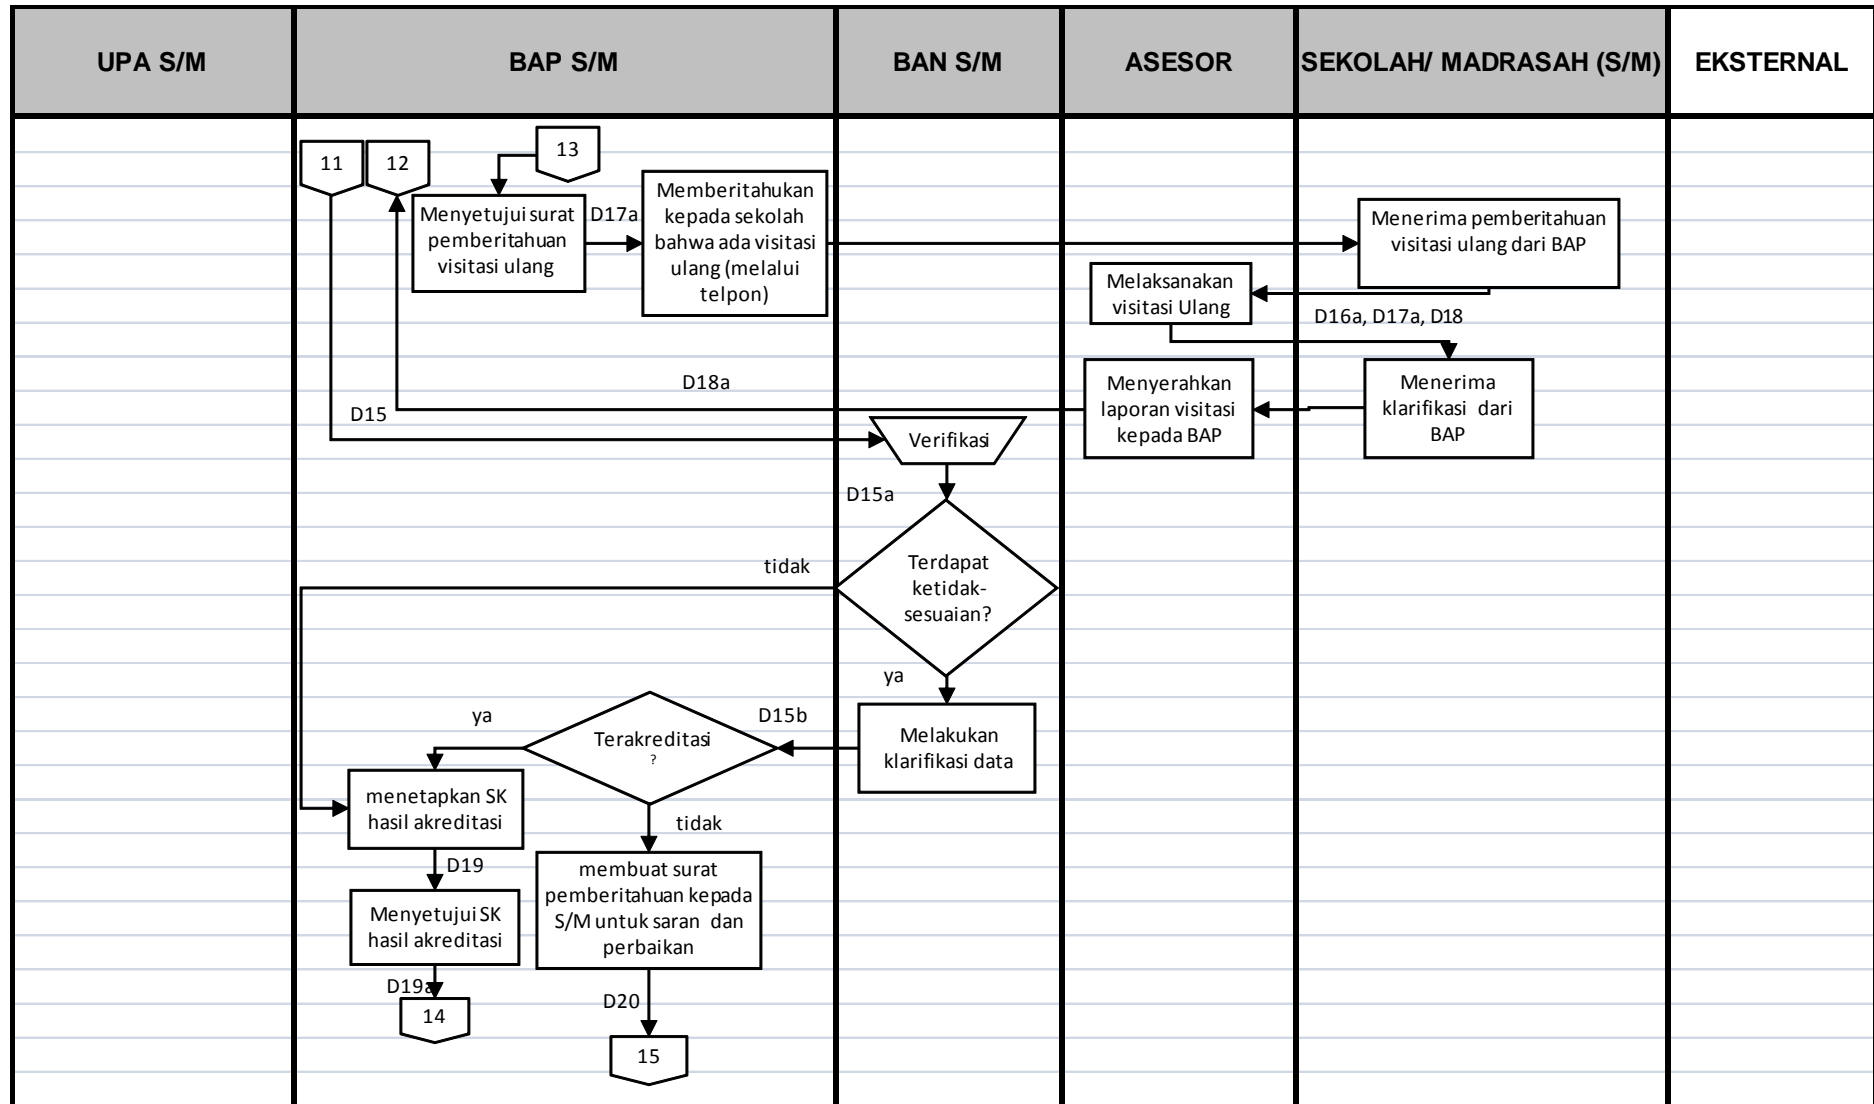 UPA S/M
BAP S/M
BAN S/M
ASESOR
SEKOLAH/ MADRASAH (S/M)
EKSTERNAL
11
12
13
Menyetujui surat
pemberitahuan
visitasi ulang
D17a
Memberitahukan
kepada sekolah
bahwa ada visitasi
ulang (melalui
telpon)
Menerima pemberitahuan
visitasi ulang dari BAP
Melaksanakan
visitasi Ulang
D16a, D17a, D18
Menerima
klarifikasi dari
BAP
Menyerahkan
laporan visitasi
kepada BAP
D18a
D15
Verifikasi
D15a
Terdapat
ketidak-
sesuaian?
tidak
ya
Melakukan
klarifikasi data
D15b
Terakreditasi
?
ya
tidak
menetapkan SK
hasil akreditasi
D19
Menyetujui SK
hasil akreditasi
D19a
14
membuat surat
pemberitahuan kepada
S/M untuk saran dan
perbaikan
D20
15